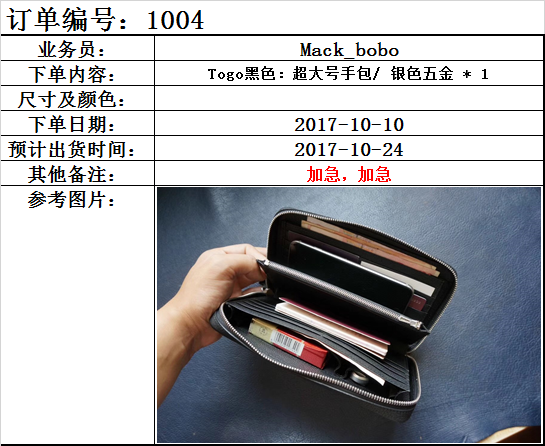 订单编号：1004
业务员： Mack_bobo
下单内容： Togo黑色：超大号手包/ 银色五金 * 1
尺寸及颜色：
下单日期： 2017-10-10
预计出货时间： 2017-10-24
其他备注： 加急，加急
参考图片：